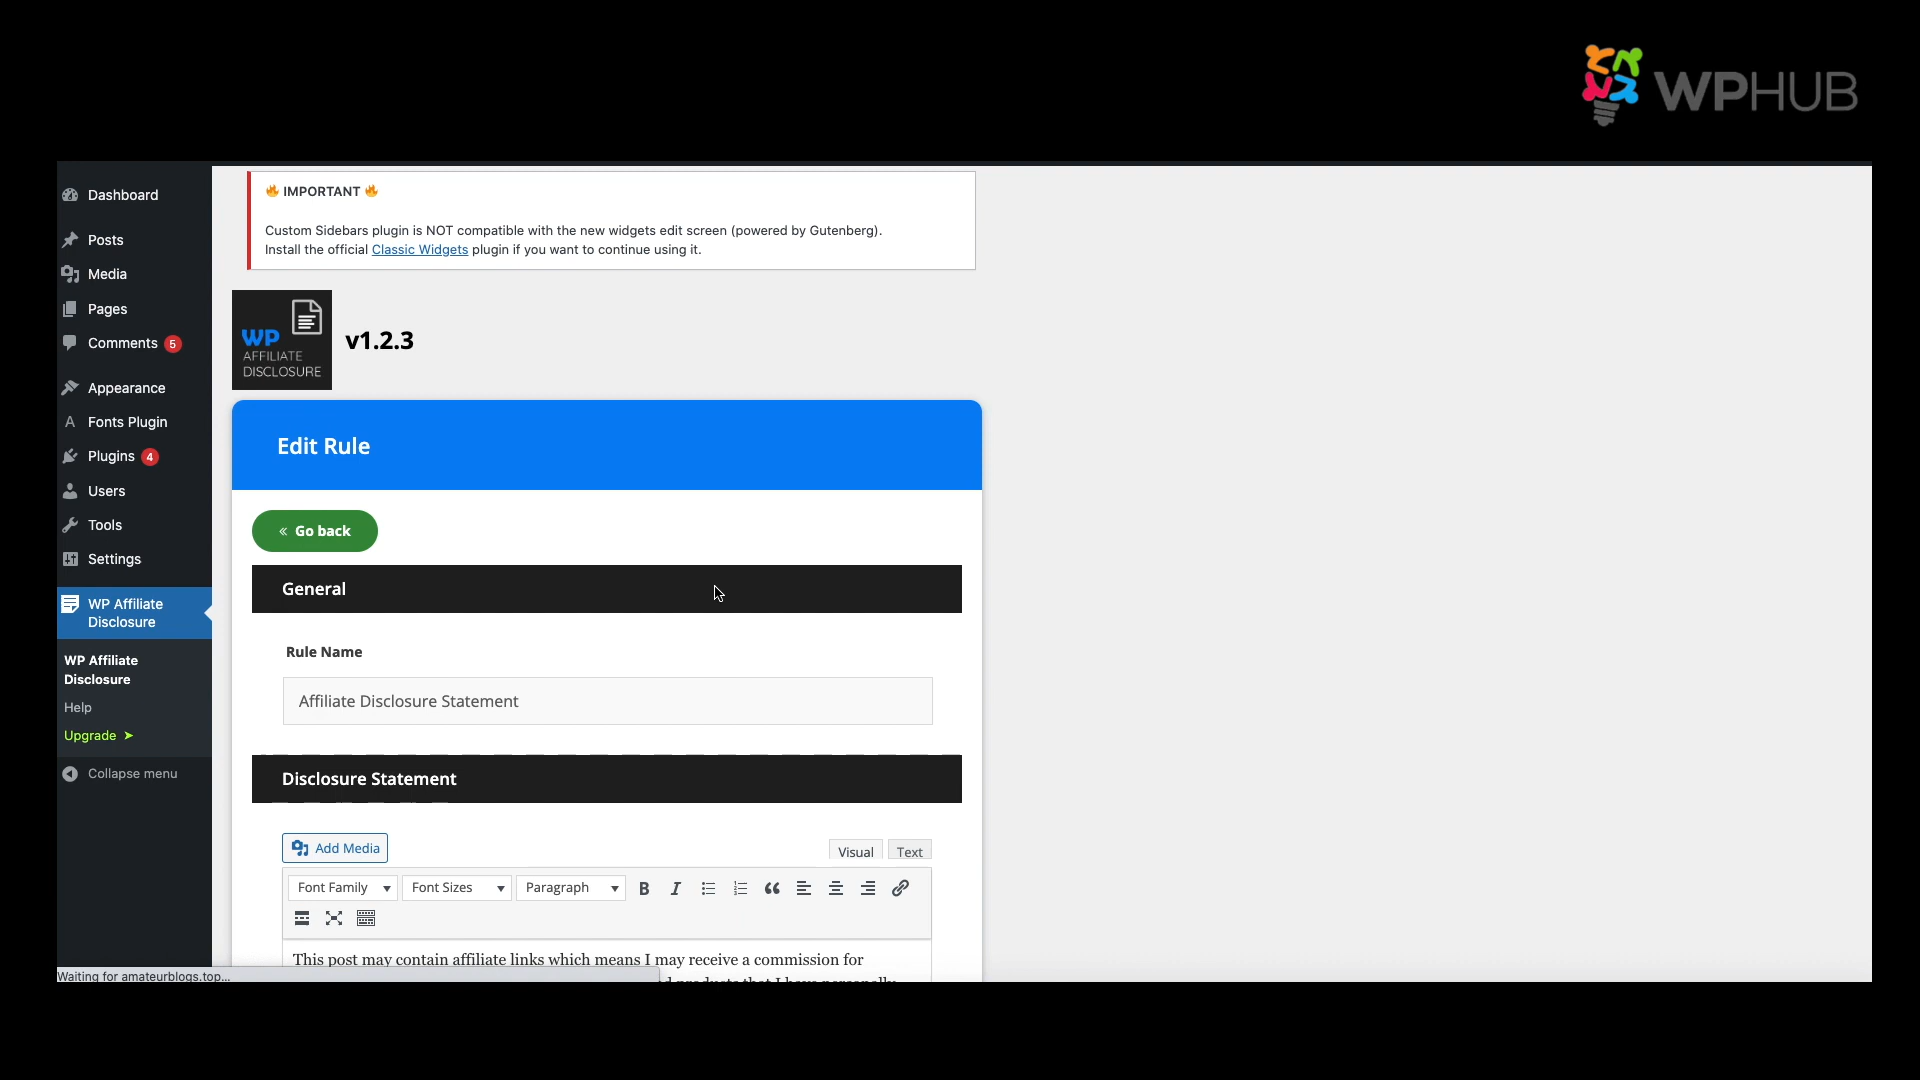 WPHUB
Dashboard
Posts
Media
Pages
Comments 5
Appearance
Fonts Plugin
Plugins 4
Users
Tools
Settings
WP Affiliate
Disclosure
WP Affiliate
Disclosure
Help
Upgrade ➤
Collapse menu
IMPORTANT
Custom Sidebars plugin is NOT compatible with the new widgets edit screen (powered by Gutenberg).
Install the official Classic Widgets plugin if you want to continue using it.
WP
AFFILIATE
DISCLOSURE
v1.2.3
Edit Rule
« Go back
General
Rule Name
Affiliate Disclosure Statement
Disclosure Statement
Add Media
Visual Text
Font Family Font Sizes Paragraph B I
This post may contain affiliate links which means I may receive a commission for
products that I have personally
Waiting for amateurblogs.top...